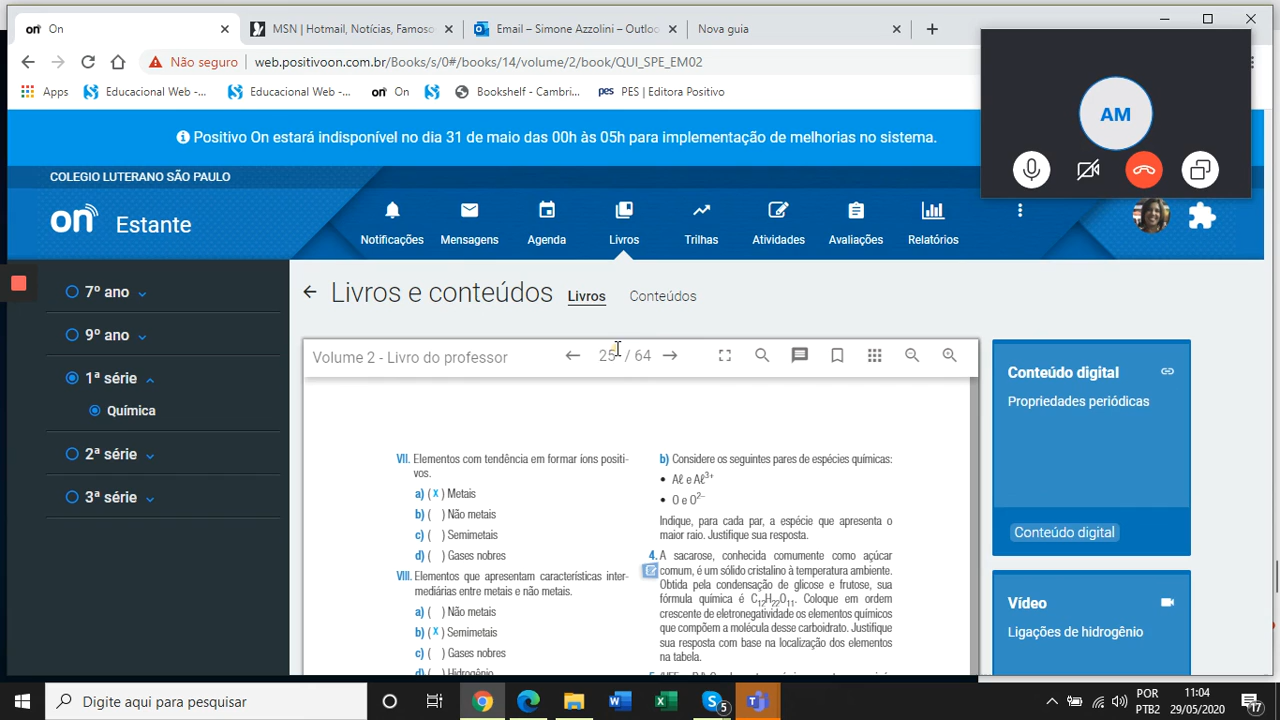 On
MSN | Hotmail, Notícias, Famoso
Email – Simone Azzolini – Outloo
Nova guia
Não seguro
web.positivoon.com.br/Books/s/0#/books/14/volume/2/book/QUI_SPE_EM02
Apps
Educacional Web -...
Educacional Web -...
On
Bookshelf - Cambri...
PES | Editora Positivo
AM
Positivo On estará indisponível no dia 31 de maio das 00h às 05h para implementação de melhorias no sistema.
COLEGIO LUTERANO SÃO PAULO
on Estante
Notificações
Mensagens
Agenda
Livros
Trilhas
Atividades
Avaliações
Relatórios
7º ano
9º ano
1ª série
Química
2ª série
3ª série
Livros e conteúdos
Livros
Conteúdos
Volume 2 - Livro do professor
25 / 64
VII. Elementos com tendência em formar íons positi-
vos.
a) ( x ) Metais
b) (  ) Não metais
c) (  ) Semimetais
d) (  ) Gases nobres
VIII. Elementos que apresentam características inter-
mediárias entre metais e não metais.
a) (  ) Não metais
b) ( x ) Semimetais
c) (  ) Gases nobres
d) (  ) Hidrogênio
b) Considere os seguintes pares de espécies químicas:
• Aℓ e Aℓ³⁺
• O e O²⁻
Indique, para cada par, a espécie que apresenta o
maior raio. Justifique sua resposta.
4. A sacarose, conhecida comumente como açúcar
comum, é um sólido cristalino à temperatura ambiente.
Obtida pela condensação de glicose e frutose, sua
fórmula química é C₁₂H₂₂O₁₁. Coloque em ordem
crescente de eletronegatividade os elementos químicos
que compõem a molécula desse carboidrato. Justifique
sua resposta com base na localização dos elementos
na tabela.
Conteúdo digital
Propriedades periódicas
Conteúdo digital
Vídeo
Ligações de hidrogênio
Digite aqui para pesquisar
5
POR
PTB2
11:04
29/05/2020
17